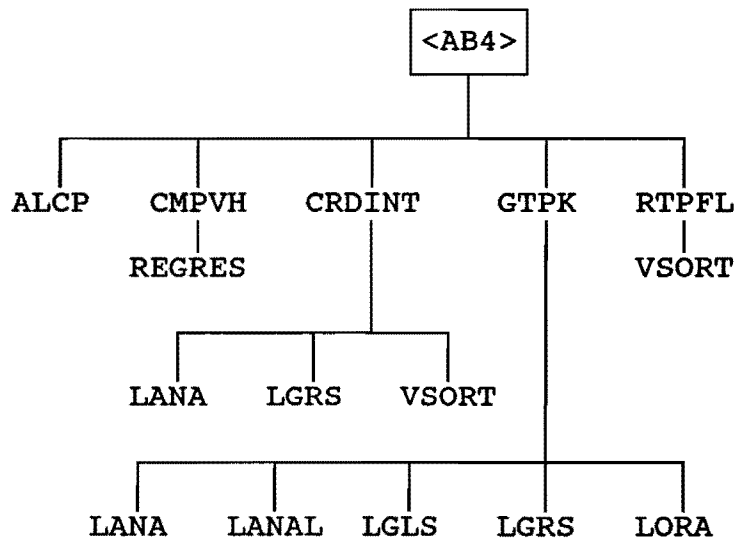 <AB4>
ALCP CMPVH CRDINT GTPK RTPFL
REGRES VSORT
LANA LGRS VSORT
LANA LANAL LGLS LGRS LORA